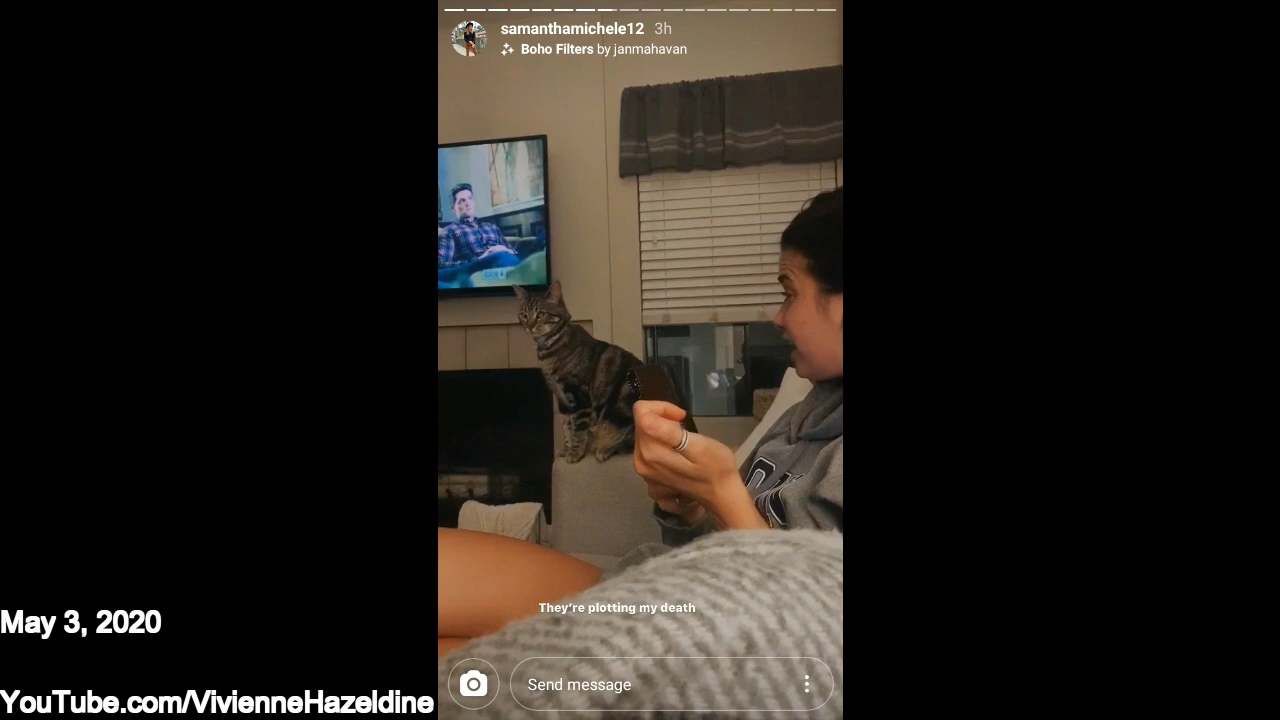 samanthamichele12 3h
Boho Filters by janmahavan
They're plotting my death
May 3, 2020
Send message
YouTube.com/VivienneHazeldine